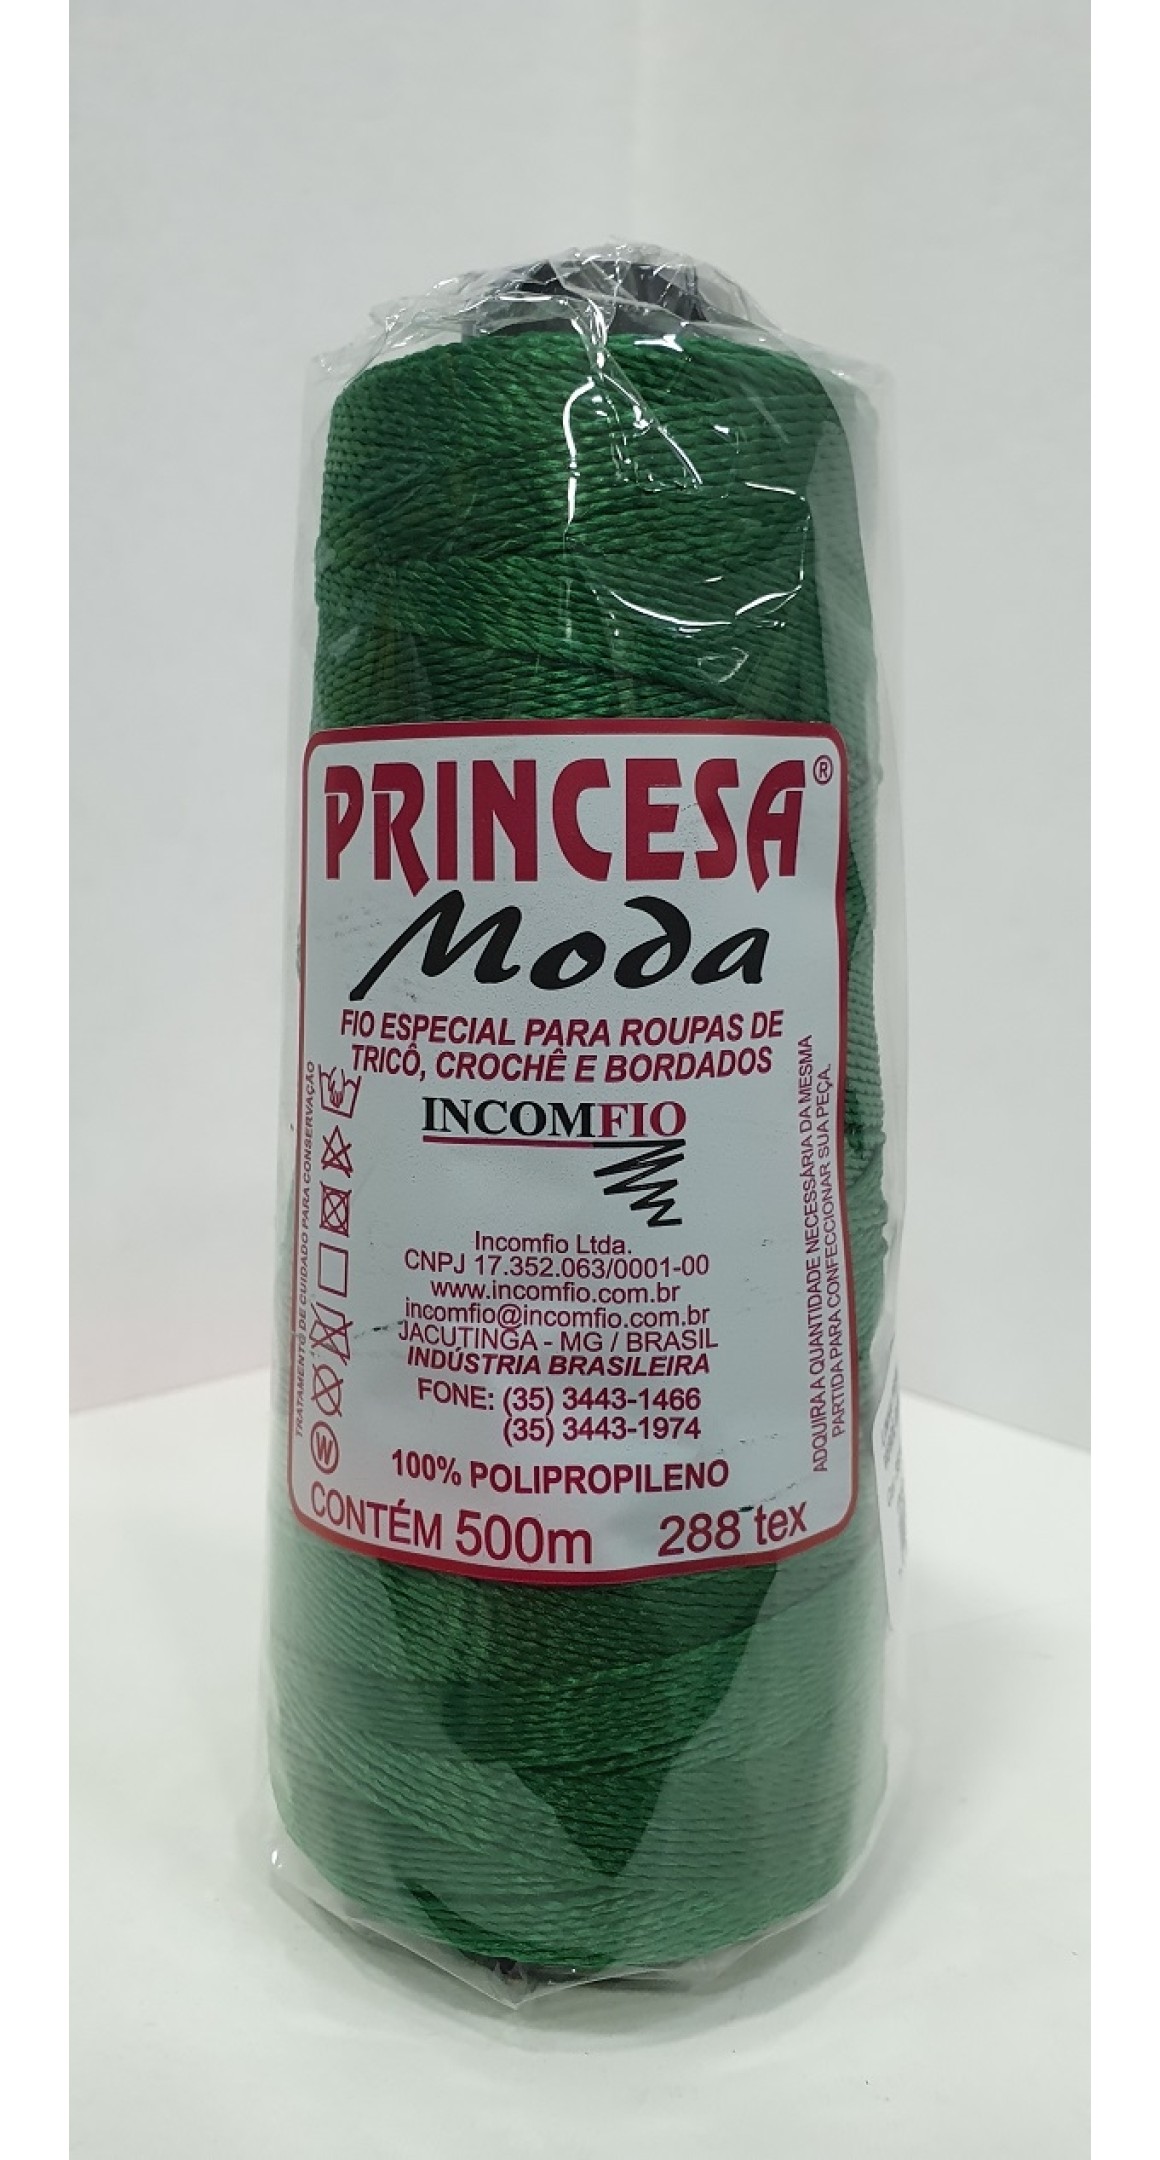 PRINCESA®
Moda
FIO ESPECIAL PARA ROUPAS DE
TRICÔ, CROCHÊ E BORDADOS
INCOMFIO
Incomfio Ltda.
CNPJ 17.352.063/0001-00
www.incomfio.com.br
incomfio@incomfio.com.br
JACUTINGA - MG / BRASIL
INDÚSTRIA BRASILEIRA
FONE: (35) 3443-1466
(35) 3443-1974
100% POLIPROPILENO
CONTÉM 500m 288 tex
TRATAMENTO DE CUIDADO PARA CONSERVAÇÃO
W
ADQUIRA A QUANTIDADE NECESSÁRIA DA MESMA
PARTIDA PARA CONFECCIONAR SUA PEÇA.